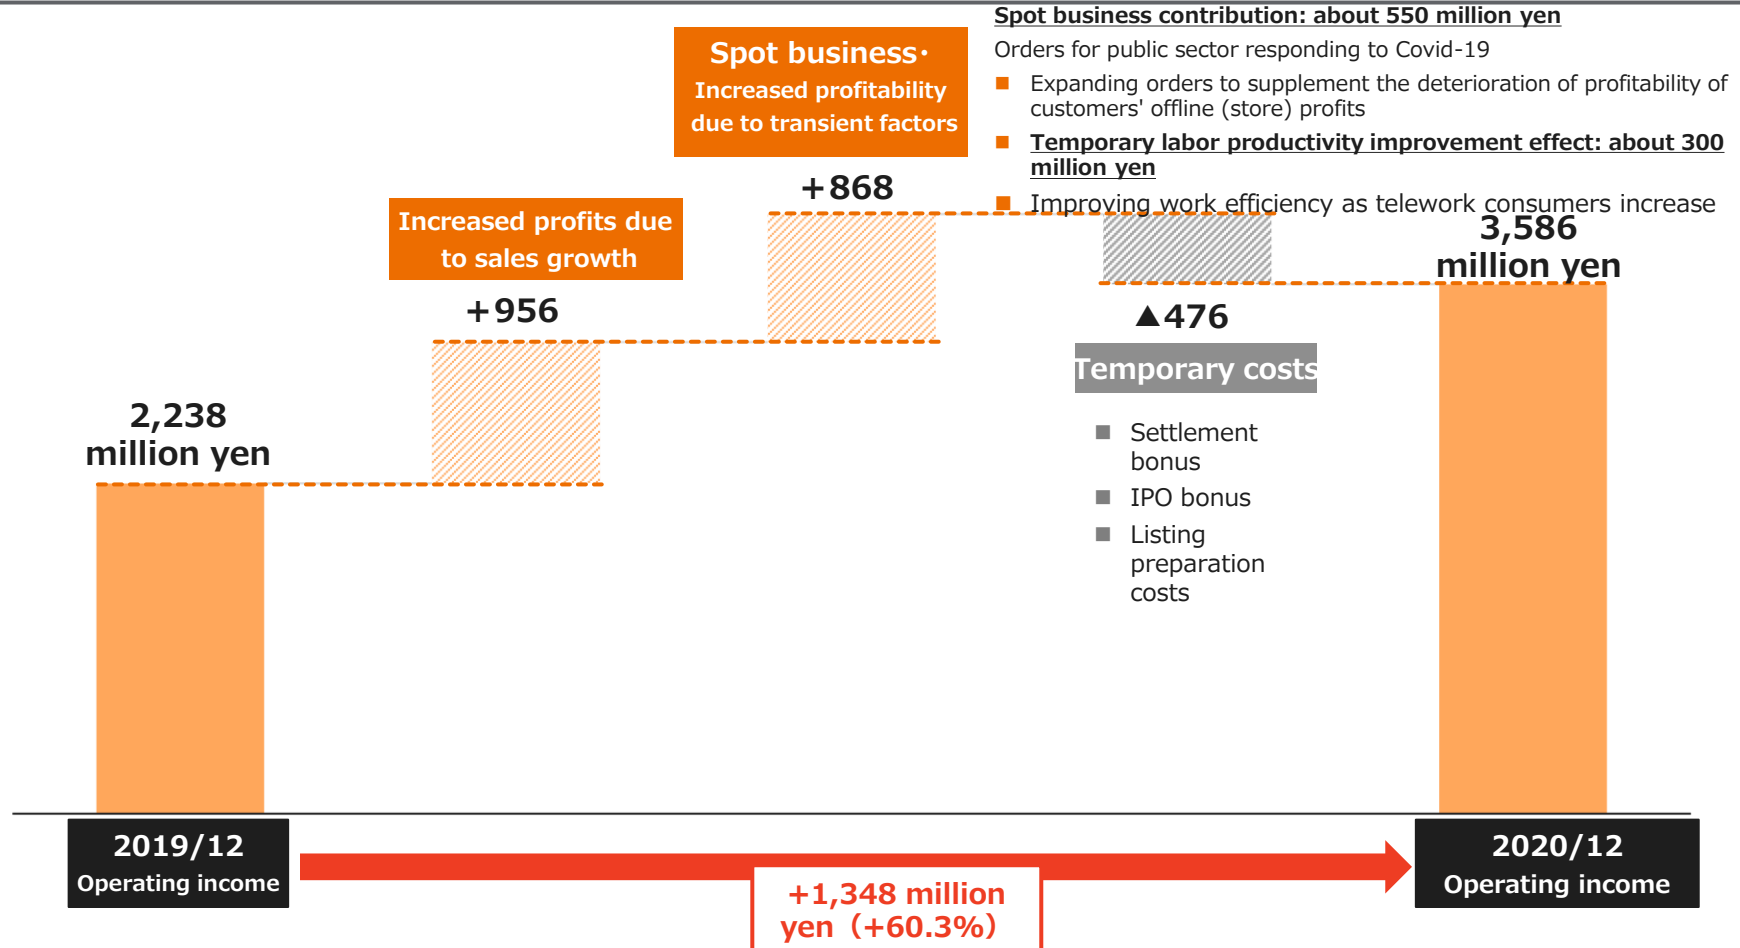 Spot business contribution: about 550 million yen
Orders for public sector responding to Covid-19
■ Expanding orders to supplement the deterioration of profitability of
customers' offline (store) profits
■ Temporary labor productivity improvement effect: about 300
million yen
■ Improving work efficiency as telework consumers increase
Spot business・
Increased profitability
due to transient factors
+868
Increased profits due
to sales growth
+956
2,238
million yen
▲476
Temporary costs
■ Settlement
bonus
■ IPO bonus
■ Listing
preparation
costs
3,586
million yen
2019/12
Operating income
+1,348 million
yen（+60.3%）
2020/12
Operating income